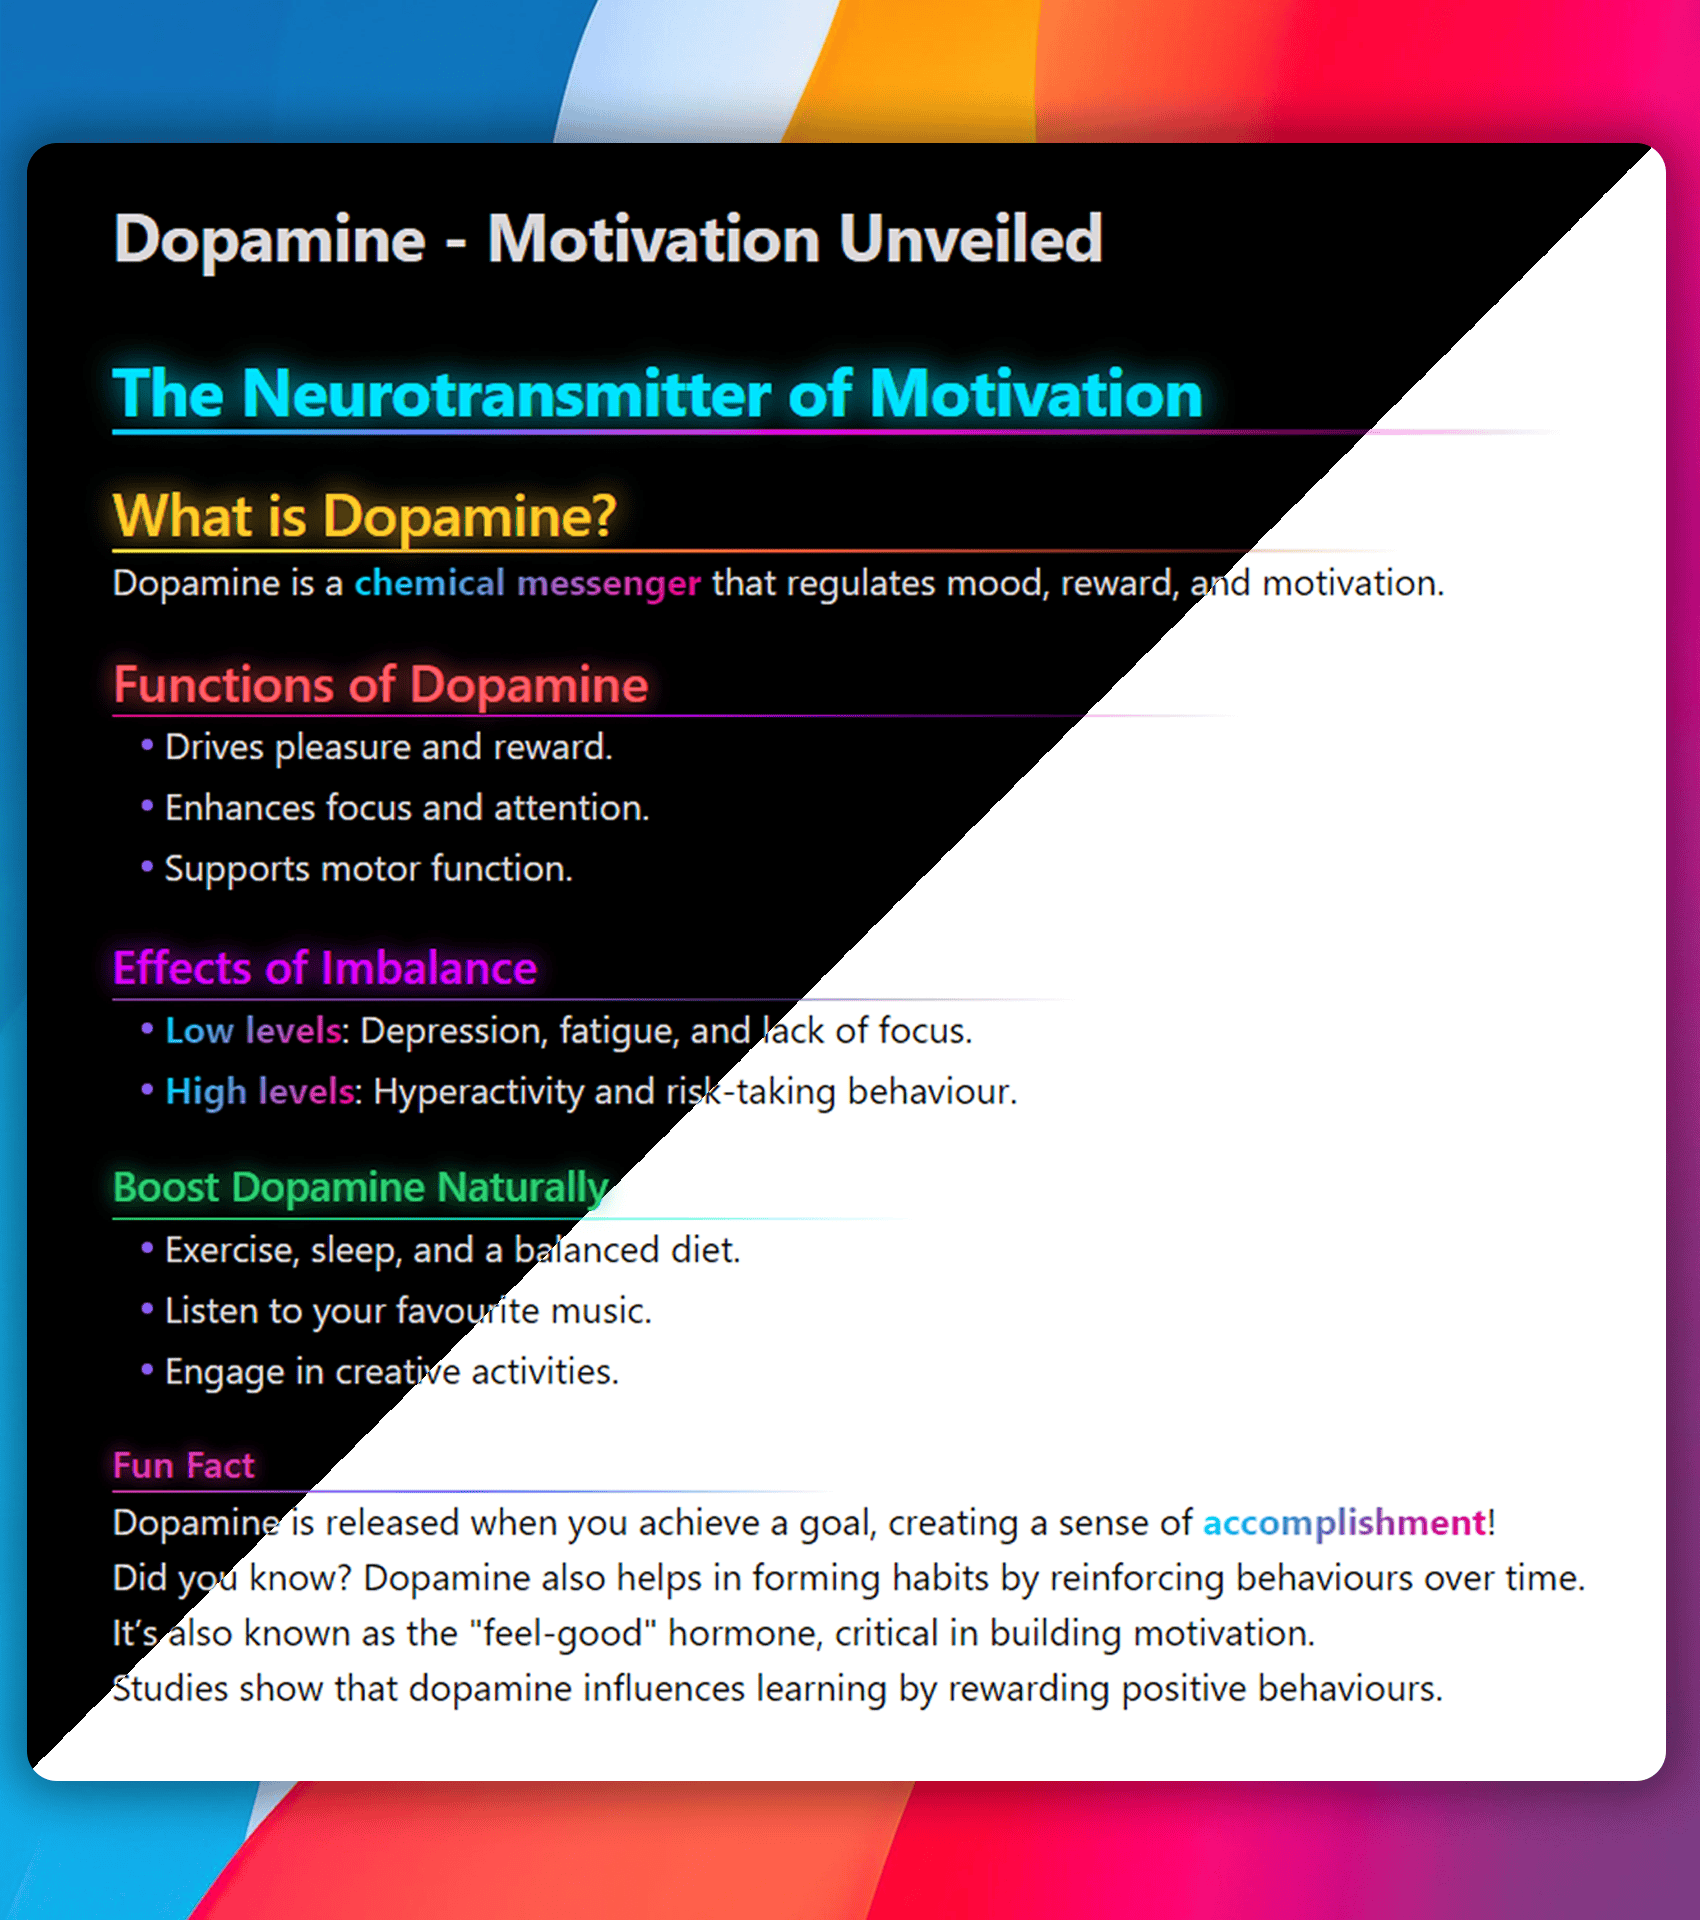 Dopamine - Motivation Unveiled
The Neurotransmitter of Motivation
What is Dopamine?
Dopamine is a chemical messenger that regulates mood, reward, and motivation.
Functions of Dopamine
• Drives pleasure and reward.
• Enhances focus and attention.
• Supports motor function.
Effects of Imbalance
• Low levels: Depression, fatigue, and lack of focus.
• High levels: Hyperactivity and risk-taking behaviour.
Boost Dopamine Naturally
• Exercise, sleep, and a balanced diet.
• Listen to your favourite music.
• Engage in creative activities.
Fun Fact
Dopamine is released when you achieve a goal, creating a sense of accomplishment!
Did you know? Dopamine also helps in forming habits by reinforcing behaviours over time.
It’s also known as the "feel-good" hormone, critical in building motivation.
Studies show that dopamine influences learning by rewarding positive behaviours.